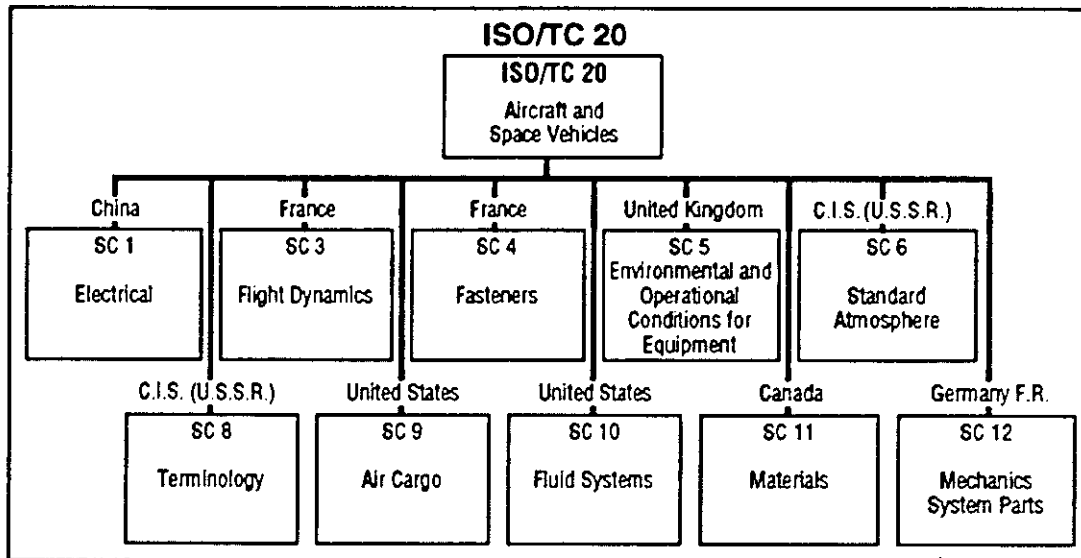 ISO/TC 20
ISO/TC 20
Aircraft and
Space Vehicles
China
SC 1
Electrical
France
SC 3
Flight Dynamics
France
SC 4
Fasteners
United Kingdom
SC 5
Environmental and
Operational
Conditions for
Equipment
C.I.S. (U.S.S.R.)
SC 6
Standard
Atmosphere
C.I.S. (U.S.S.R.)
SC 8
Terminology
United States
SC 9
Air Cargo
United States
SC 10
Fluid Systems
Canada
SC 11
Materials
Germany F.R.
SC 12
Mechanics
System Parts